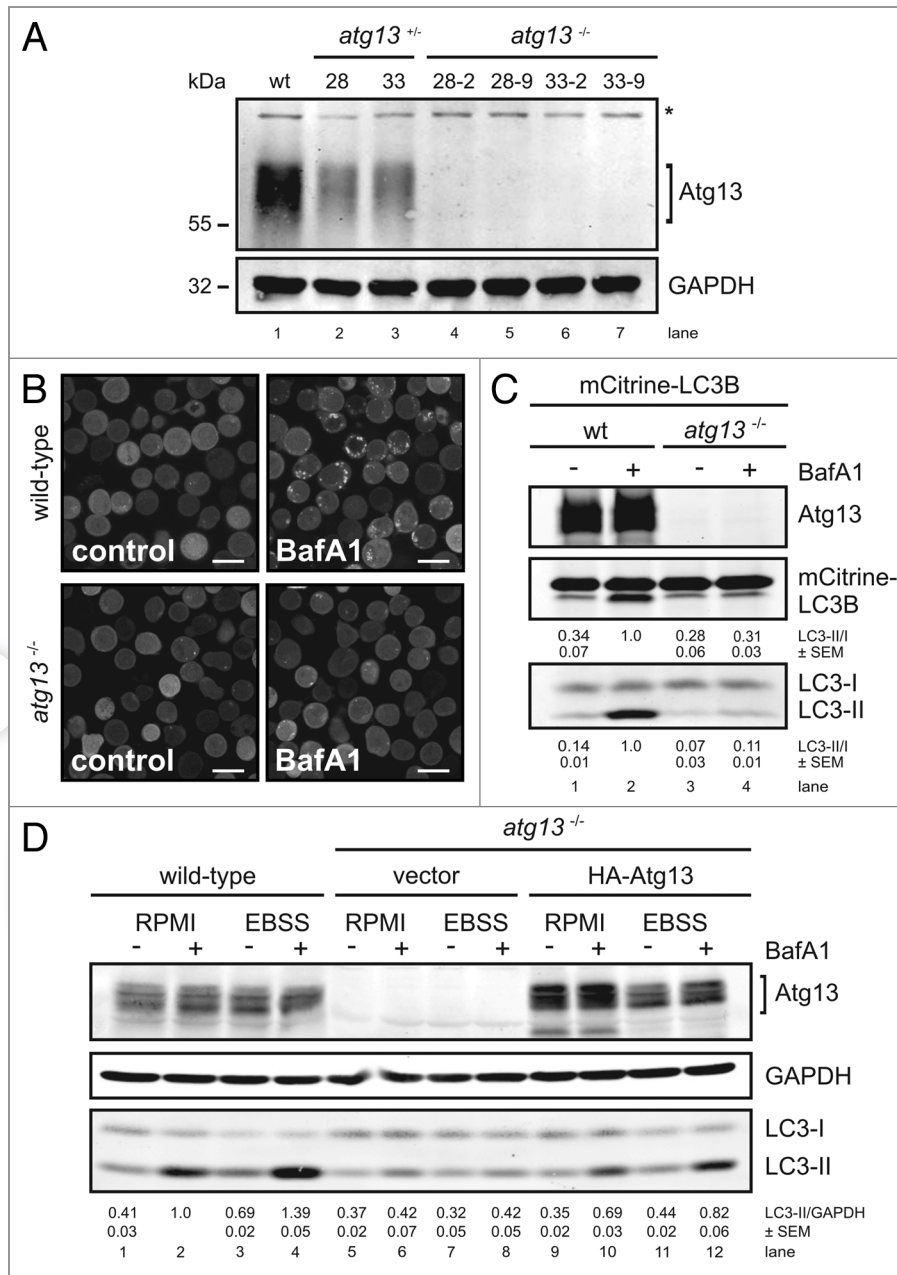 A
atg13 +/- atg13 -/-
kDa wt 28 33 28-2 28-9 33-2 33-9
*
Atg13
55
32 GAPDH
1 2 3 4 5 6 7 lane
B
wild-type
control BafA1
atg13 -/-
control BafA1
C
mCitrine-LC3B
wt atg13 -/-
- + - + BafA1
Atg13
mCitrine-
LC3B
0.34 1.0 0.28 0.31 LC3-II/I
0.07 0.06 0.03 ± SEM
LC3-I
LC3-II
0.14 1.0 0.07 0.11 LC3-II/I
0.01 0.03 0.01 ± SEM
1 2 3 4 lane
D
atg13 -/-
wild-type vector HA-Atg13
RPMI EBSS RPMI EBSS RPMI EBSS
- + - + - + - + - + - + BafA1
Atg13
GAPDH
LC3-I
LC3-II
0.41 1.0 0.69 1.39 0.37 0.42 0.32 0.42 0.35 0.69 0.44 0.82 LC3-II/GAPDH
0.03 0.02 0.05 0.02 0.07 0.05 0.05 0.02 0.03 0.02 0.06 ± SEM
1 2 3 4 5 6 7 8 9 10 11 12 lane